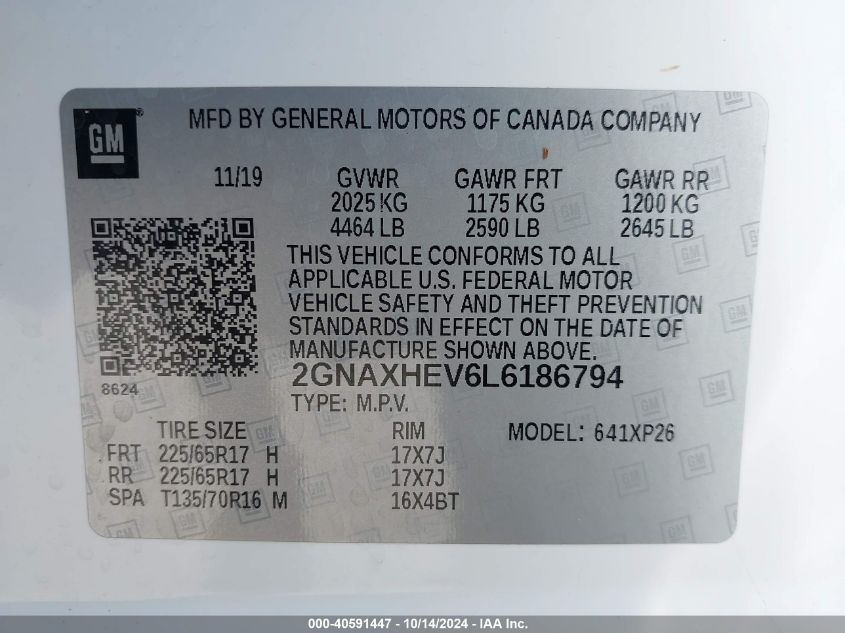 GM ®
MFD BY GENERAL MOTORS OF CANADA COMPANY
11/19 GVWR GAWR FRT GAWR RR
2025 KG 1175 KG 1200 KG
4464 LB 2590 LB 2645 LB
THIS VEHICLE CONFORMS TO ALL
APPLICABLE U.S. FEDERAL MOTOR
VEHICLE SAFETY AND THEFT PREVENTION
STANDARDS IN EFFECT ON THE DATE OF
MANUFACTURE SHOWN ABOVE.
8624
2GNAXHEV6L6186794
TYPE: M.P.V.
TIRE SIZE RIM MODEL: 641XP26
FRT 225/65R17 H 17X7J
RR 225/65R17 H 17X7J
SPA T135/70R16 M 16X4BT
000-40591447 - 10/14/2024 - IAA Inc.